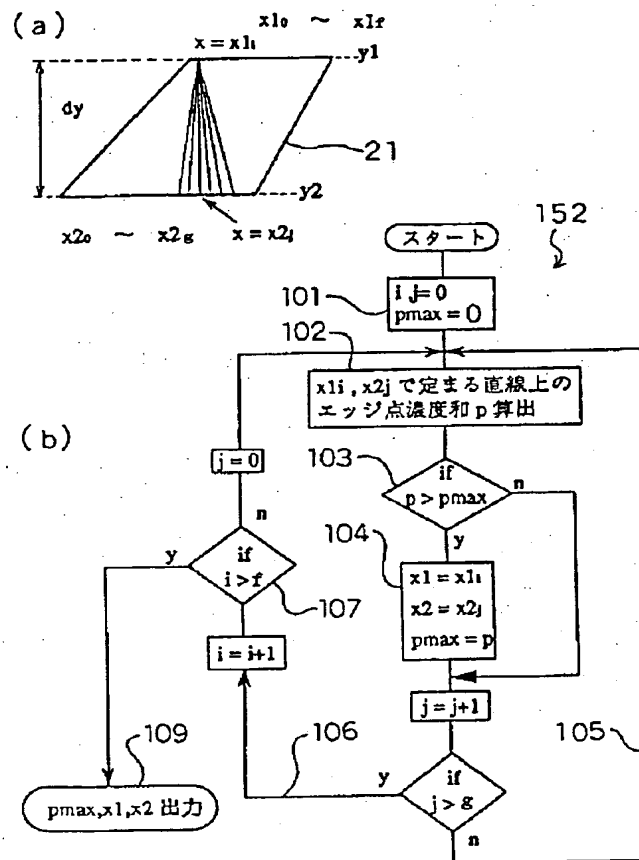 (a)
x1₀ ～ x1f
x = x1i
y1
dy
21
y2
x2₀ ～ x2g
x = x2j
152
スタート
101
i j = 0
pmax = 0
102
x1i , x2j で定まる直線上の
エッジ点濃度和 p 算出
(b)
103
if
p > pmax
n
y
104
x1 = x1i
x2 = x2j
pmax = p
j = j+1
105
if
j > g
y
n
106
i = i+1
if
i > f
107
y
n
j = 0
109
pmax,x1,x2 出力